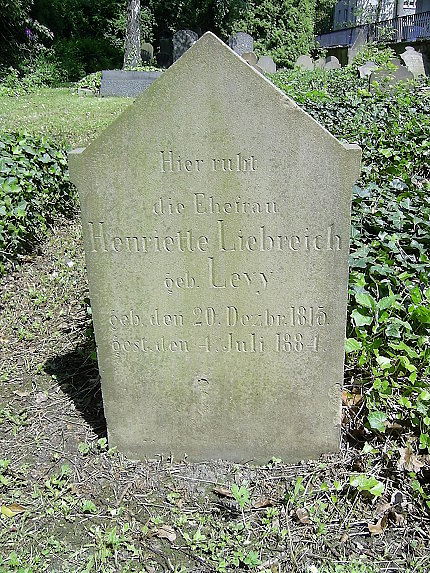 Hier ruht
die Ehefrau
Henriette Liebreich
geb. Levy
geb. den 20. Dezbr. 1815.
gest. den 4. Juli 1884.